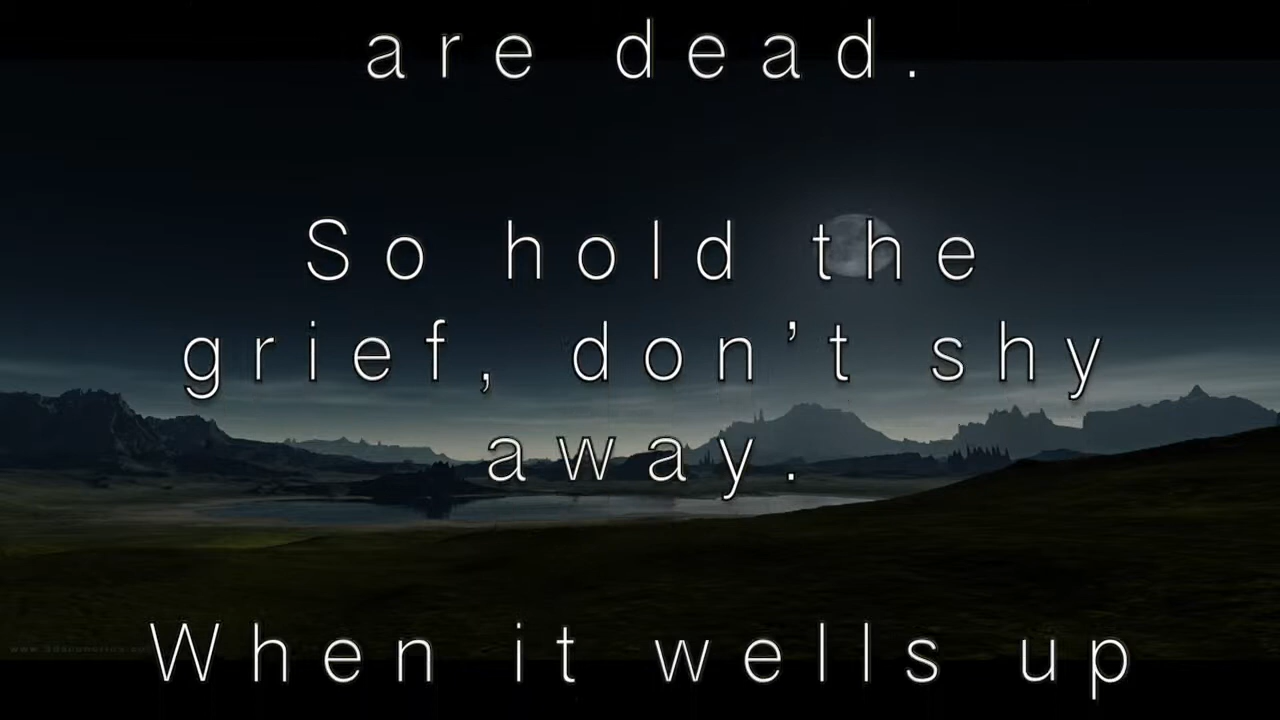 are dead.
So hold the
grief, don’t shy
away.
When it wells up